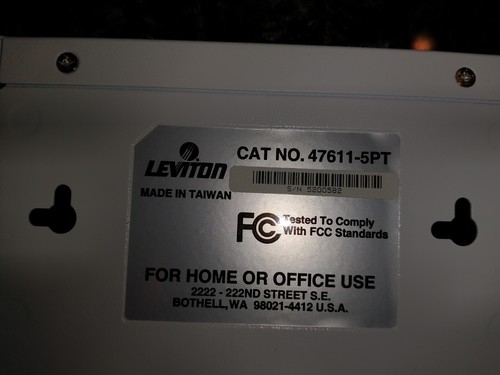 LEVITON
CAT NO. 47611-5PT
S/N 5200582
MADE IN TAIWAN
FC Tested To Comply
With FCC Standards
FOR HOME OR OFFICE USE
2222 - 222ND STREET S.E.
BOTHELL, WA 98021-4412 U.S.A.